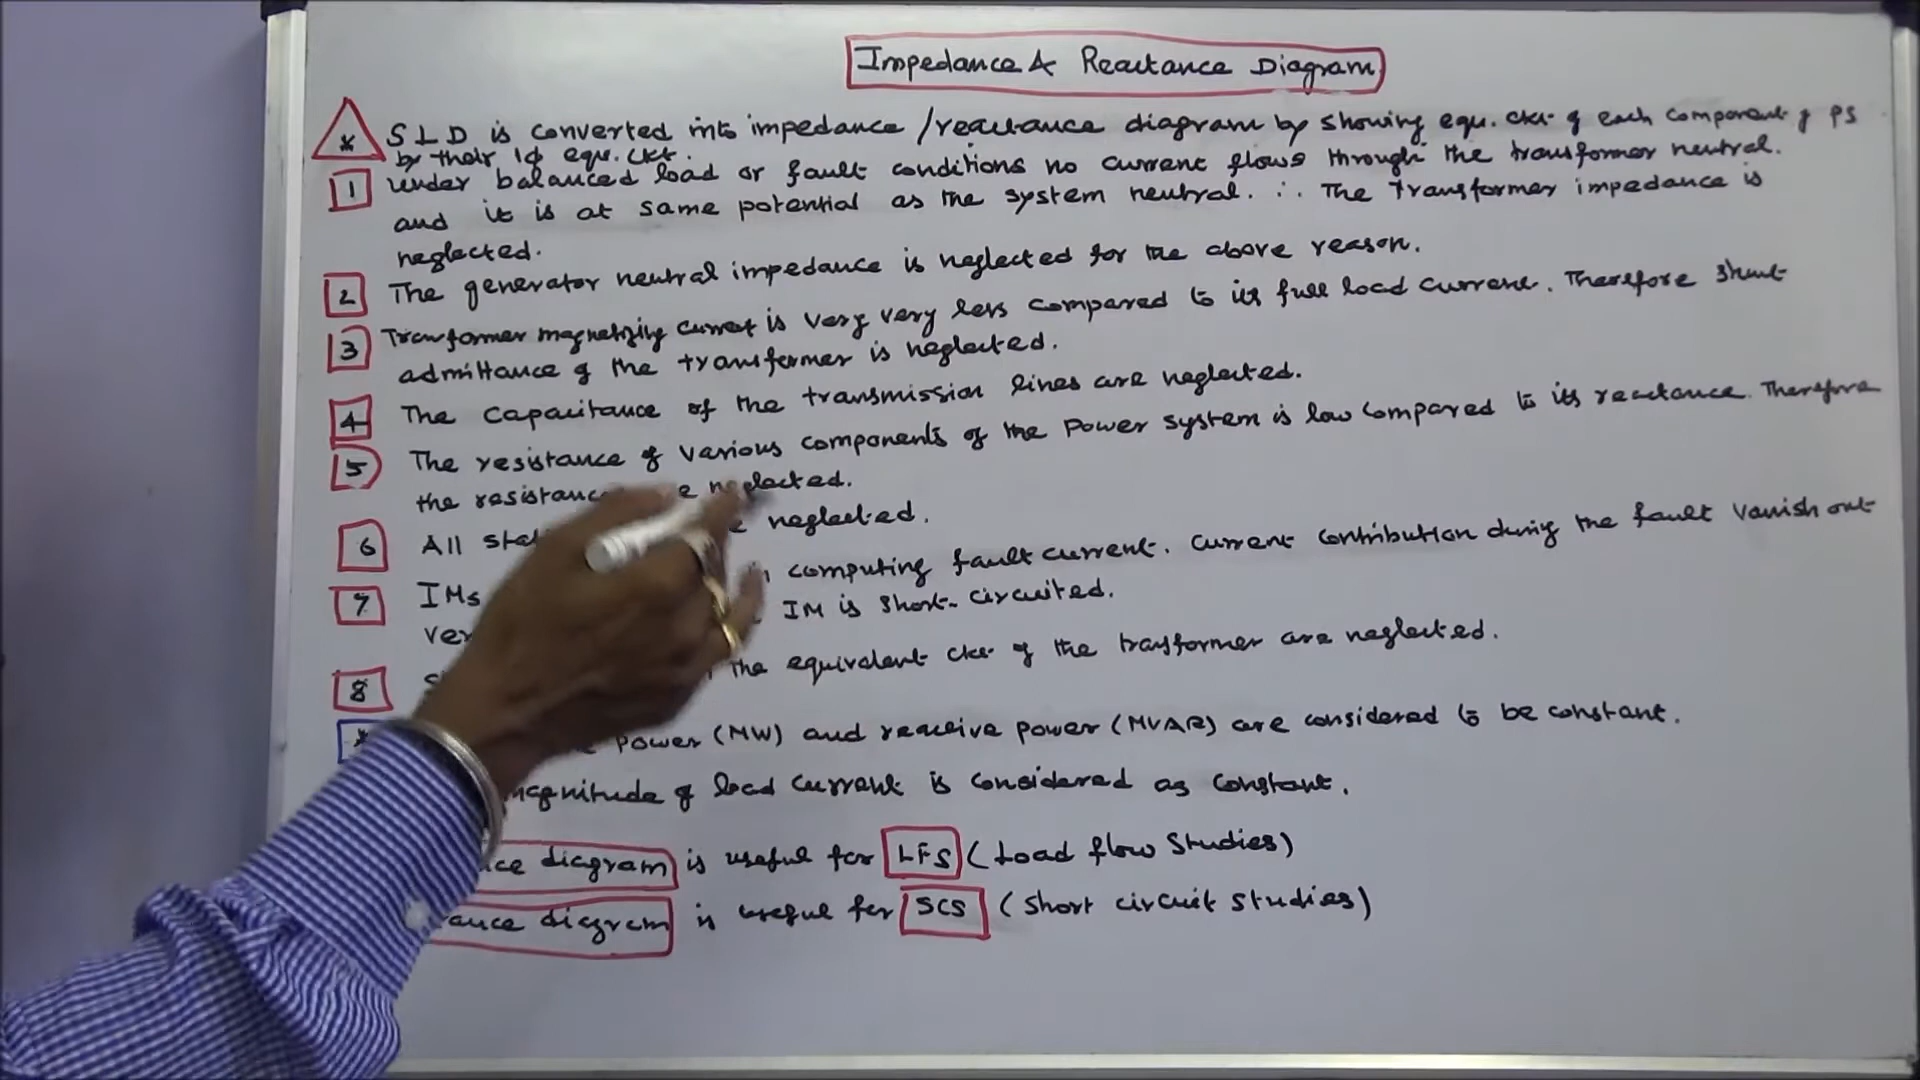 Impedance & Reactance Diagram
* SLD is converted into impedance/reactance diagram by showing equ. ckt of each component of PS
by their 1φ equ. ckt.
1 Under balanced load or fault conditions no current flows through the transformer neutral.
and it is at same potential as the system neutral. ∴ The transformer impedance is
neglected.
2 The generator neutral impedance is neglected for the above reason.
3 Transformer magnetizing current is very very less compared to its full load current. Therefore shunt
admittance of the transformer is neglected.
4 The capacitance of the transmission lines are neglected.
5 The resistance of various components of the power system is low compared to its reactance. Therefore
the resistance neglected.
6 All neglected.
7 IMs computing fault current. Current contribution during the fault vanish out
IM is short-circuited.
8 the equivalent ckt of the trasformer are neglected.
* power (MW) and reactive power (MVAR) are considered to be constant.
magnitude of load current is considered as constant.
diagram is useful for LFS (Load flow Studies)
diagram is useful for SCS (Short circuit studies)